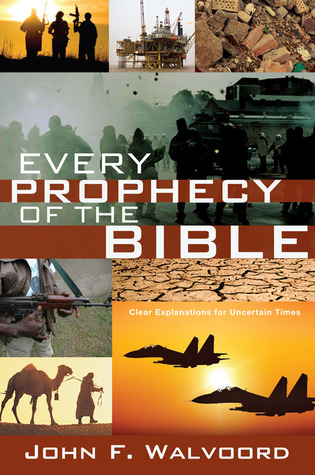 EVERY
PROPHECY
OF THE
BIBLE
Clear Explanations for Uncertain Times
JOHN F. WALVOORD